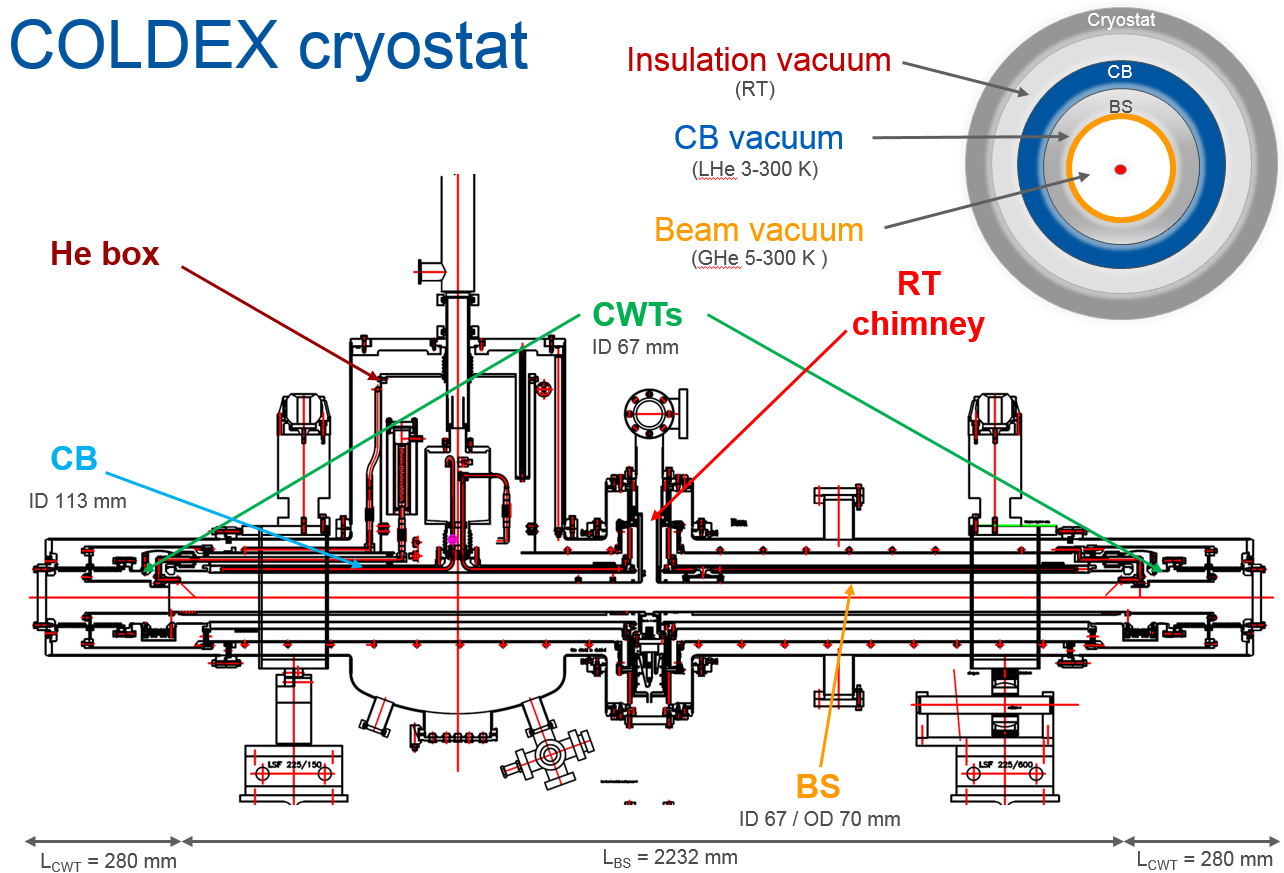 COLDEX cryostat
Cryostat
Insulation vacuum
(RT)
CB
BS
CB vacuum
(LHe 3-300 K)
Beam vacuum
(GHe 5-300 K )
He box
RT
chimney
CWTs
ID 67 mm
CB
ID 113 mm
BS
ID 67 / OD 70 mm
LSF 225/150
LSF 225/600
LCWT = 280 mm
LBS = 2232 mm
LCWT = 280 mm